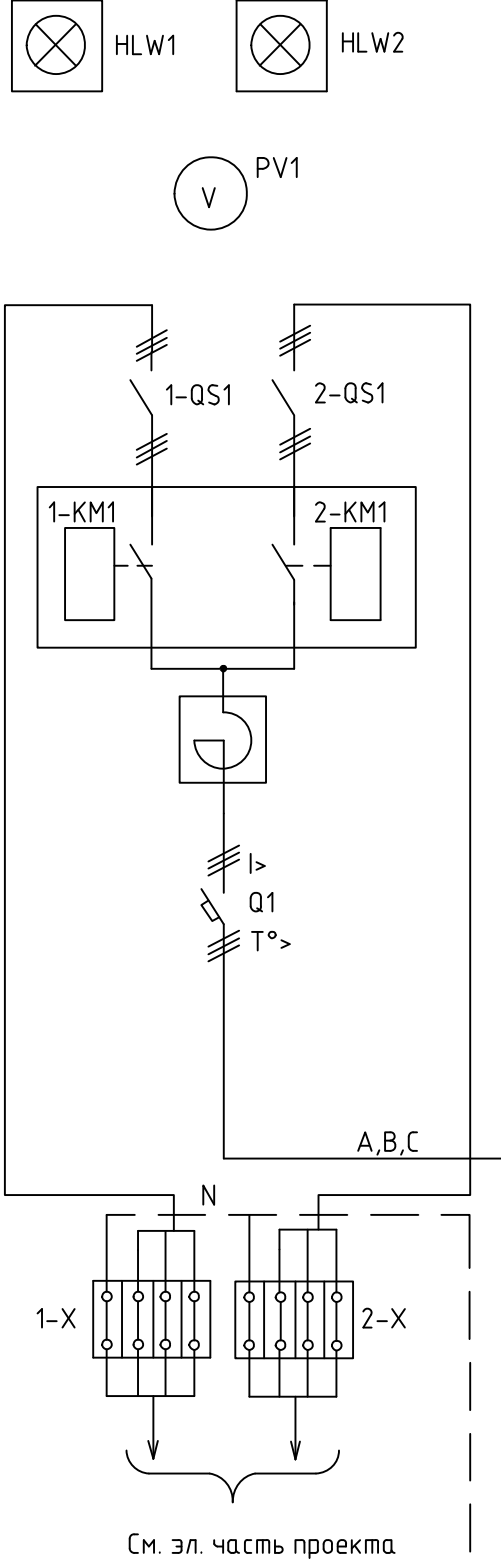 HLW1
HLW2
PV1
V
1-QS1
2-QS1
1-KM1
2-KM1
I>
Q1
T°>
A,B,C
N
1-X
2-X
См. эл. часть проекта